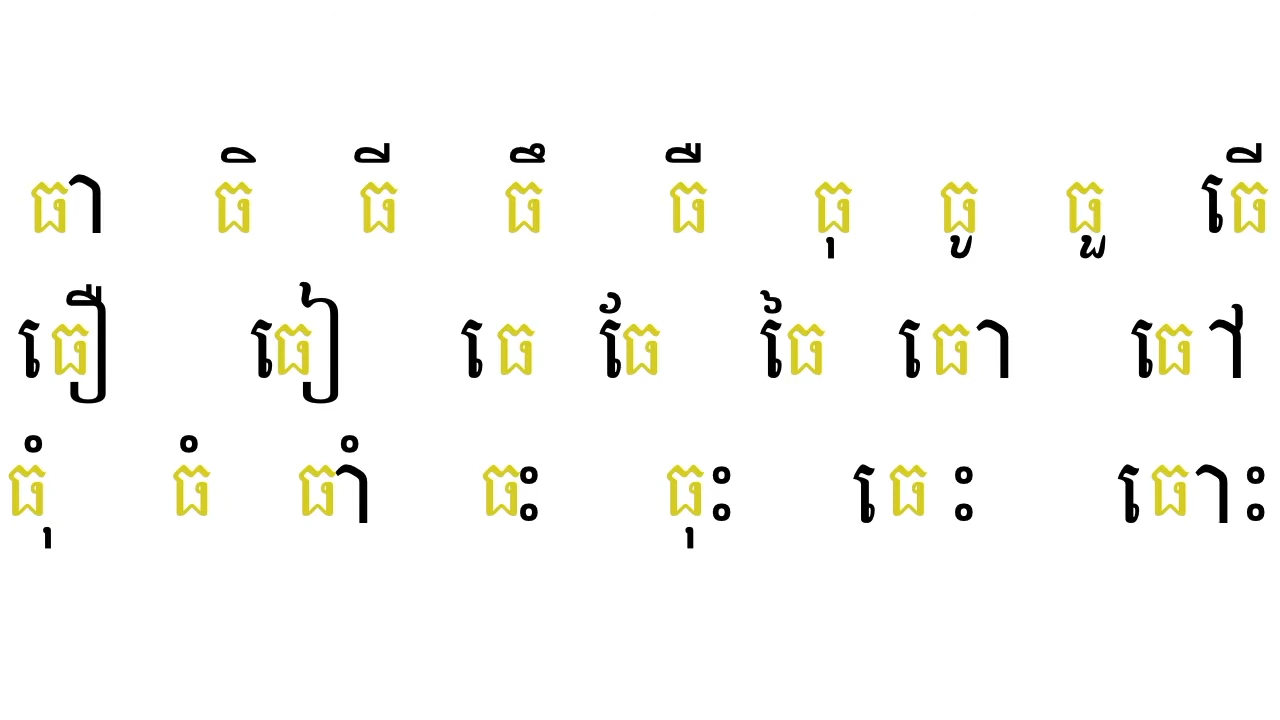 ធា ធិ ធី ធឹ ធឺ ធុ ធូ ធួ ធើ
ធឿ ធៀ ធេ ធែ ធៃ ធោ ធៅ
ធុំ ធំ ធាំ ធះ ធុះ ធេះ ធោះ